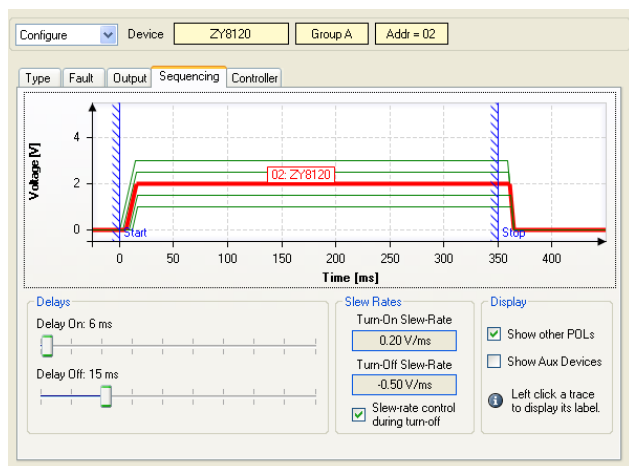 Configure Device ZY8120 Group A Addr = 02
Type Fault Output Sequencing Controller
Voltage [V]
4
2
0
02: ZY8120
Start
Stop
0 50 100 150 200 250 300 350 400
Time [ms]
Delays
Delay On: 6 ms
Delay Off: 15 ms
Slew Rates
Turn-On Slew-Rate
0.20 V/ms
Turn-Off Slew-Rate
-0.50 V/ms
Slew-rate control
during turn-off
Display
Show other POLs
Show Aux Devices
Left click a trace
to display its label.